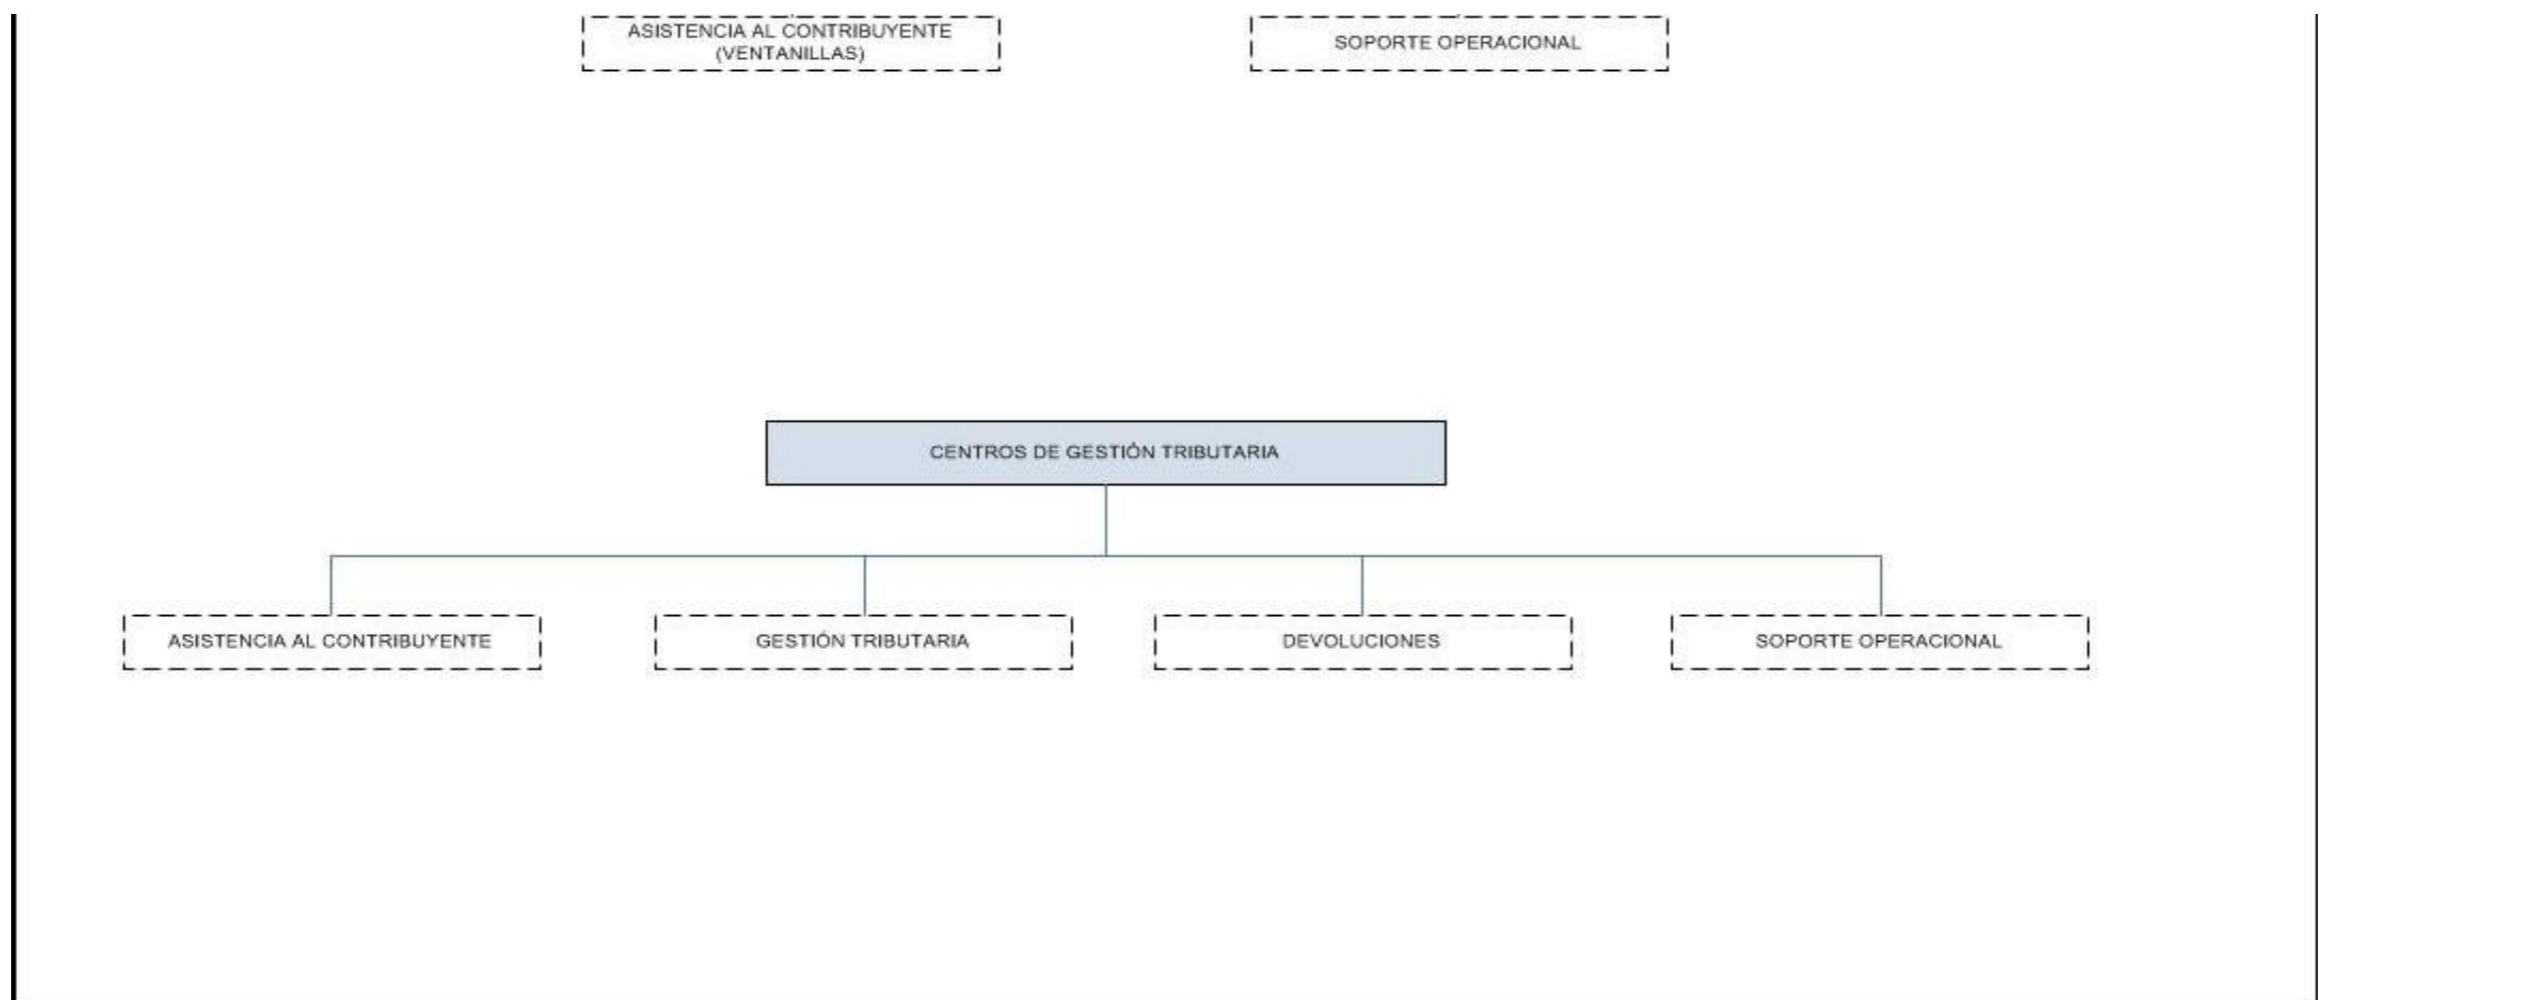 ASISTENCIA AL CONTRIBUYENTE
(VENTANILLAS)
SOPORTE OPERACIONAL
CENTROS DE GESTIÓN TRIBUTARIA
ASISTENCIA AL CONTRIBUYENTE
GESTIÓN TRIBUTARIA
DEVOLUCIONES
SOPORTE OPERACIONAL